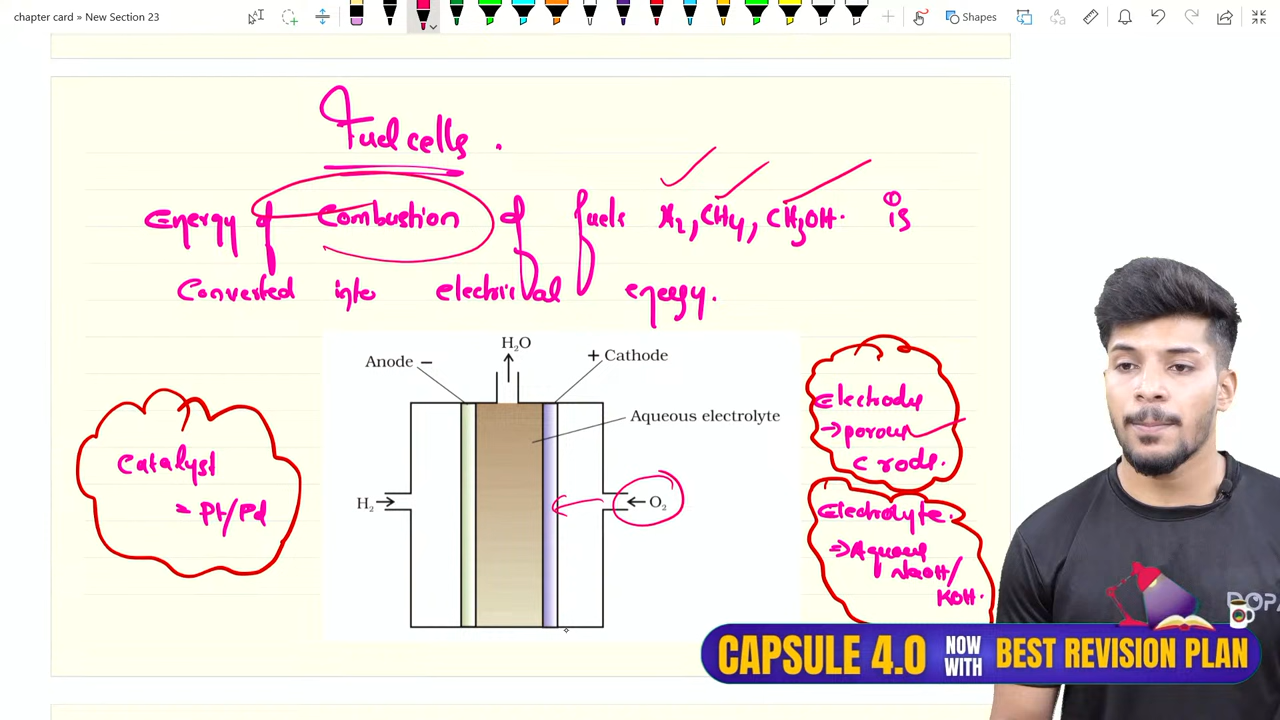 chapter card » New Section 23
Shapes
Fuel cells.
Energy of Combustion of fuels H2, CH4, CH3OH. is
Converted into electrical energy.
H₂O
Anode −
+ Cathode
Aqueous electrolyte
H₂
O₂
Catalyst
= Pt/Pd
Electrode
→ porous
C rods.
Electrolyte.
⇒ Aqueous
NaOH/
KOH.
DOPA
CAPSULE 4.0 NOW WITH BEST REVISION PLAN